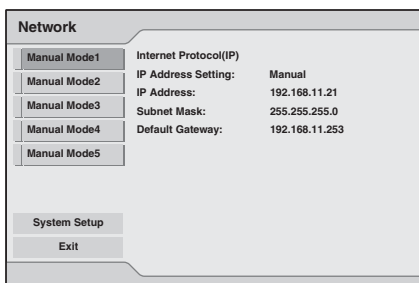 Network
Manual Mode1
Manual Mode2
Manual Mode3
Manual Mode4
Manual Mode5
System Setup
Exit
Internet Protocol(IP)
IP Address Setting: Manual
IP Address: 192.168.11.21
Subnet Mask: 255.255.255.0
Default Gateway: 192.168.11.253